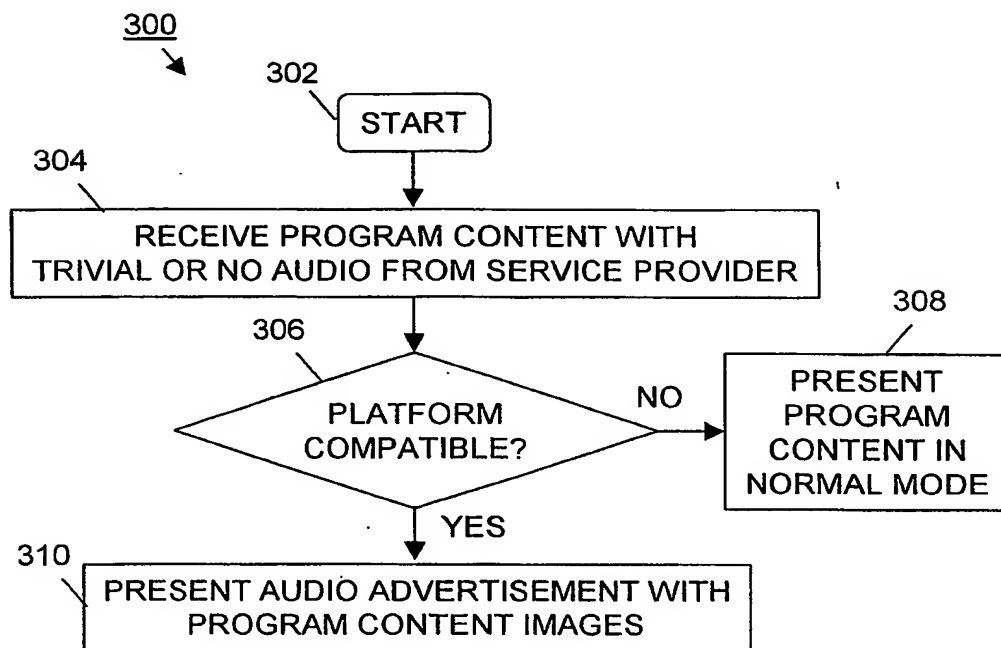 300
302
START
304
RECEIVE PROGRAM CONTENT WITH
TRIVIAL OR NO AUDIO FROM SERVICE PROVIDER
306
308
PLATFORM
COMPATIBLE?
NO
PRESENT
PROGRAM
CONTENT IN
NORMAL MODE
YES
310
PRESENT AUDIO ADVERTISEMENT WITH
PROGRAM CONTENT IMAGES